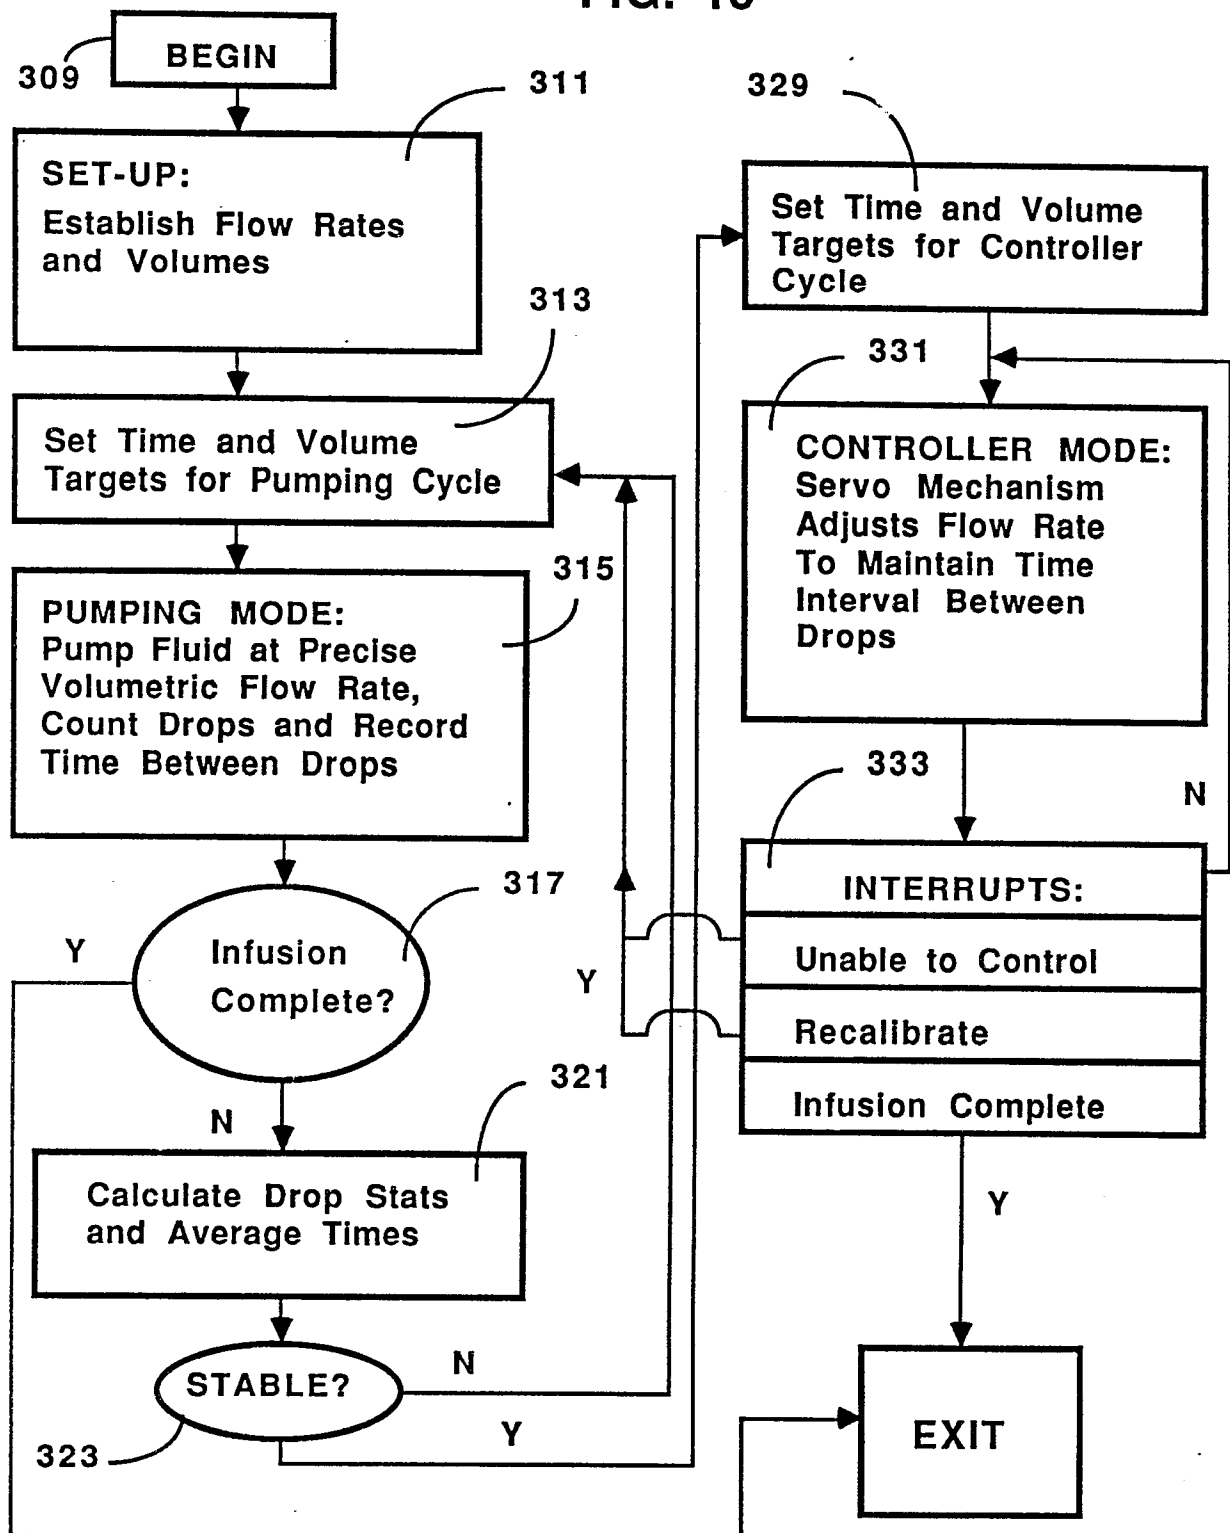 309
BEGIN
311
SET-UP:
Establish Flow Rates
and Volumes
313
Set Time and Volume
Targets for Pumping Cycle
315
PUMPING MODE:
Pump Fluid at Precise
Volumetric Flow Rate,
Count Drops and Record
Time Between Drops
317
Y
Infusion
Complete?
N
321
Calculate Drop Stats
and Average Times
STABLE?
N
Y
323
329
Set Time and Volume
Targets for Controller
Cycle
331
CONTROLLER MODE:
Servo Mechanism
Adjusts Flow Rate
To Maintain Time
Interval Between
Drops
333
N
INTERRUPTS:
Unable to Control
Y
Recalibrate
Infusion Complete
Y
EXIT